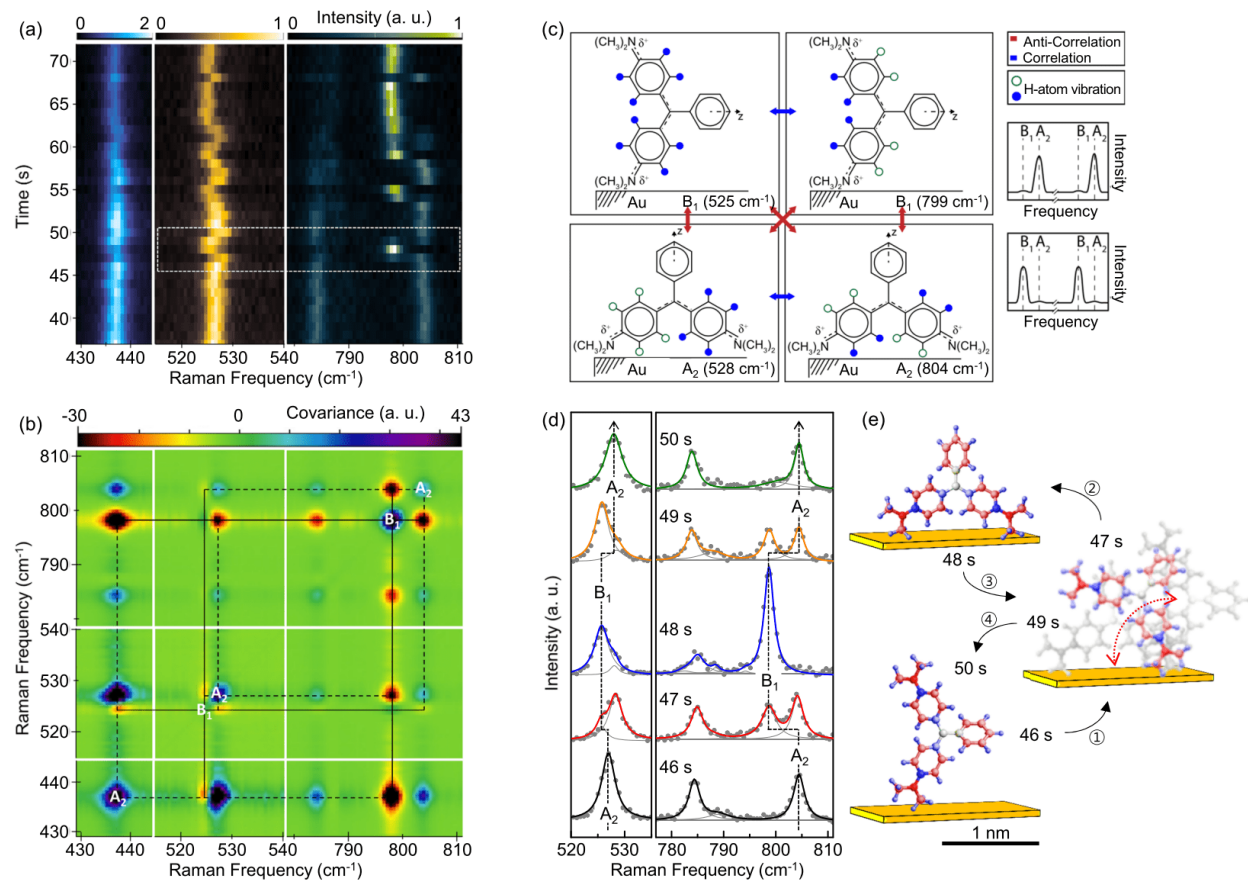 (a)
0
2
0
1
0
Intensity (a. u.)
1
70
65
60
55
50
45
40
Time (s)
430
440
520
530
540
790
800
810
Raman Frequency (cm-1)
(b)
-30
0
Covariance (a. u.)
43
810
800
790
540
530
520
440
430
Raman Frequency (cm-1)
A2
B1
A2
B1
A2
430
440
520
530
540
790
800
810
Raman Frequency (cm-1)
(c)
(CH3)2N δ+
z
(CH3)2N δ+
Au
B1 (525 cm-1)
(CH3)2N δ+
z
(CH3)2N δ+
Au
B1 (799 cm-1)
z
δ+
N
(CH3)2
δ+
N(CH3)2
Au
A2 (528 cm-1)
z
δ+
N
(CH3)2
δ+
N(CH3)2
Au
A2 (804 cm-1)
Anti-Correlation
Correlation
H-atom vibration
B1 A2
B1 A2
Intensity
Frequency
B1 A2
B1 A2
Intensity
Frequency
(d)
Intensity (a. u.)
50 s
A2
49 s
A2
B1
48 s
B1
47 s
46 s
A2
A2
520
530
780
790
800
810
Raman Frequency (cm-1)
(e)
②
47 s
48 s
③
④
49 s
50 s
46 s
①
1 nm